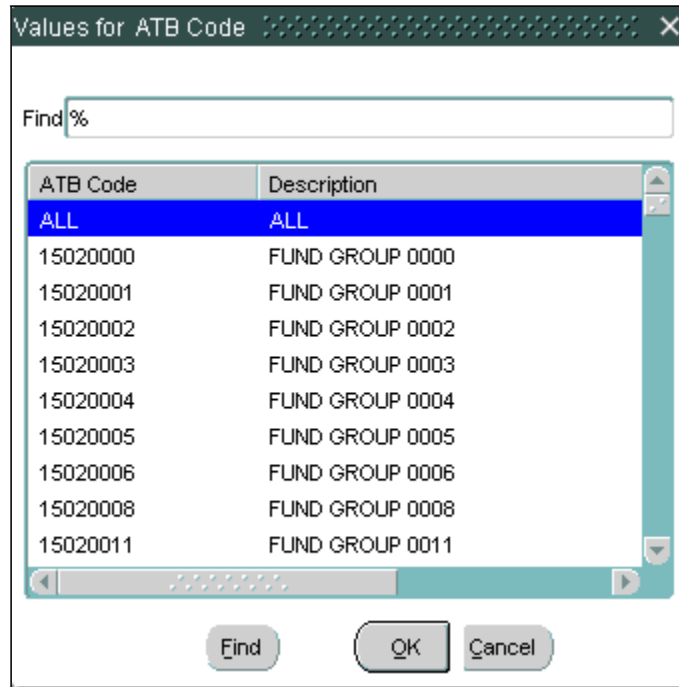 Values for ATB Code
Find %
ATB Code Description
ALL ALL
15020000 FUND GROUP 0000
15020001 FUND GROUP 0001
15020002 FUND GROUP 0002
15020003 FUND GROUP 0003
15020004 FUND GROUP 0004
15020005 FUND GROUP 0005
15020006 FUND GROUP 0006
15020008 FUND GROUP 0008
15020011 FUND GROUP 0011
Find OK Cancel